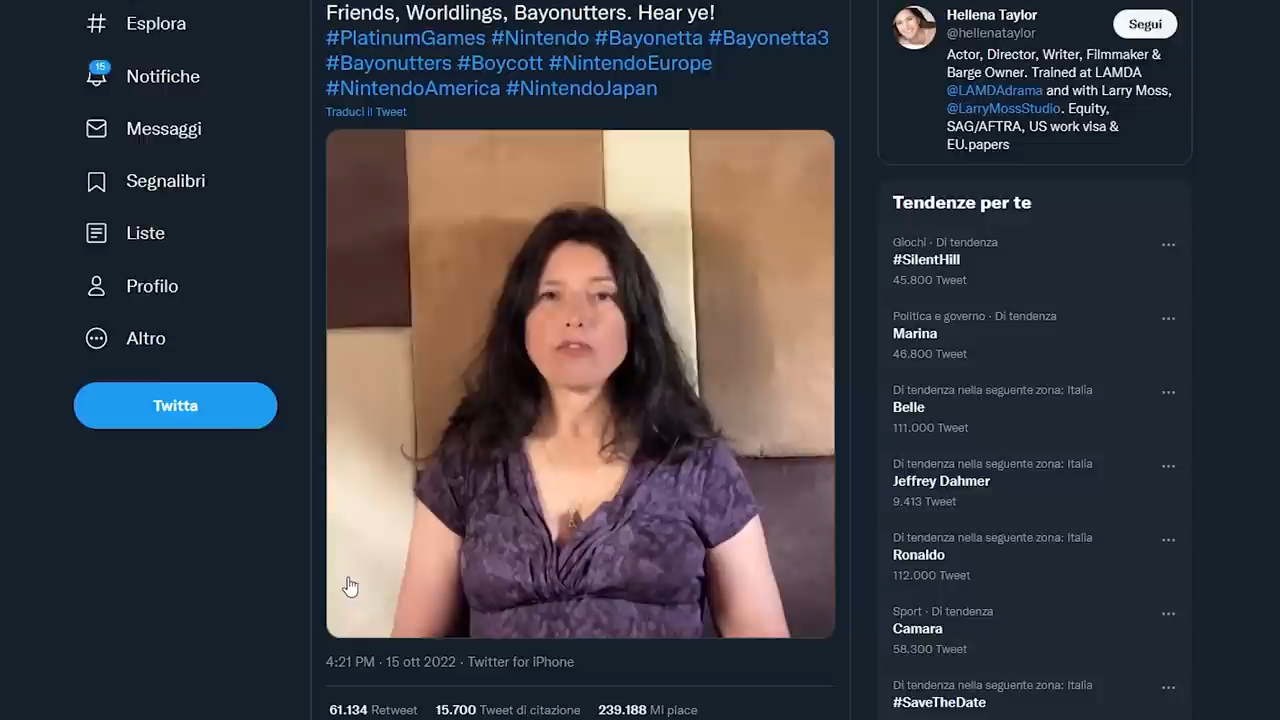 Esplora
15
Notifiche
Messaggi
Segnalibri
Liste
Profilo
Altro
Twitta
Friends, Worldlings, Bayonutters. Hear ye!
#PlatinumGames #Nintendo #Bayonetta #Bayonetta3
#Bayonutters #Boycott #NintendoEurope
#NintendoAmerica #NintendoJapan
Traduci il Tweet
4:21 PM · 15 ott 2022 · Twitter for iPhone
61.134 Retweet 15.700 Tweet di citazione 239.188 Mi piace
Hellena Taylor
@hellenataylor
Segui
Actor, Director, Writer, Filmmaker &
Barge Owner. Trained at LAMDA
@LAMDAdrama and with Larry Moss,
@LarryMossStudio. Equity,
SAG/AFTRA, US work visa &
EU.papers
Tendenze per te
Giochi · Di tendenza
#SilentHill
45.800 Tweet
Politica e governo · Di tendenza
Marina
46.800 Tweet
Di tendenza nella seguente zona: Italia
Belle
111.000 Tweet
Di tendenza nella seguente zona: Italia
Jeffrey Dahmer
9.413 Tweet
Di tendenza nella seguente zona: Italia
Ronaldo
112.000 Tweet
Sport · Di tendenza
Camara
58.300 Tweet
Di tendenza nella seguente zona: Italia
#SaveTheDate